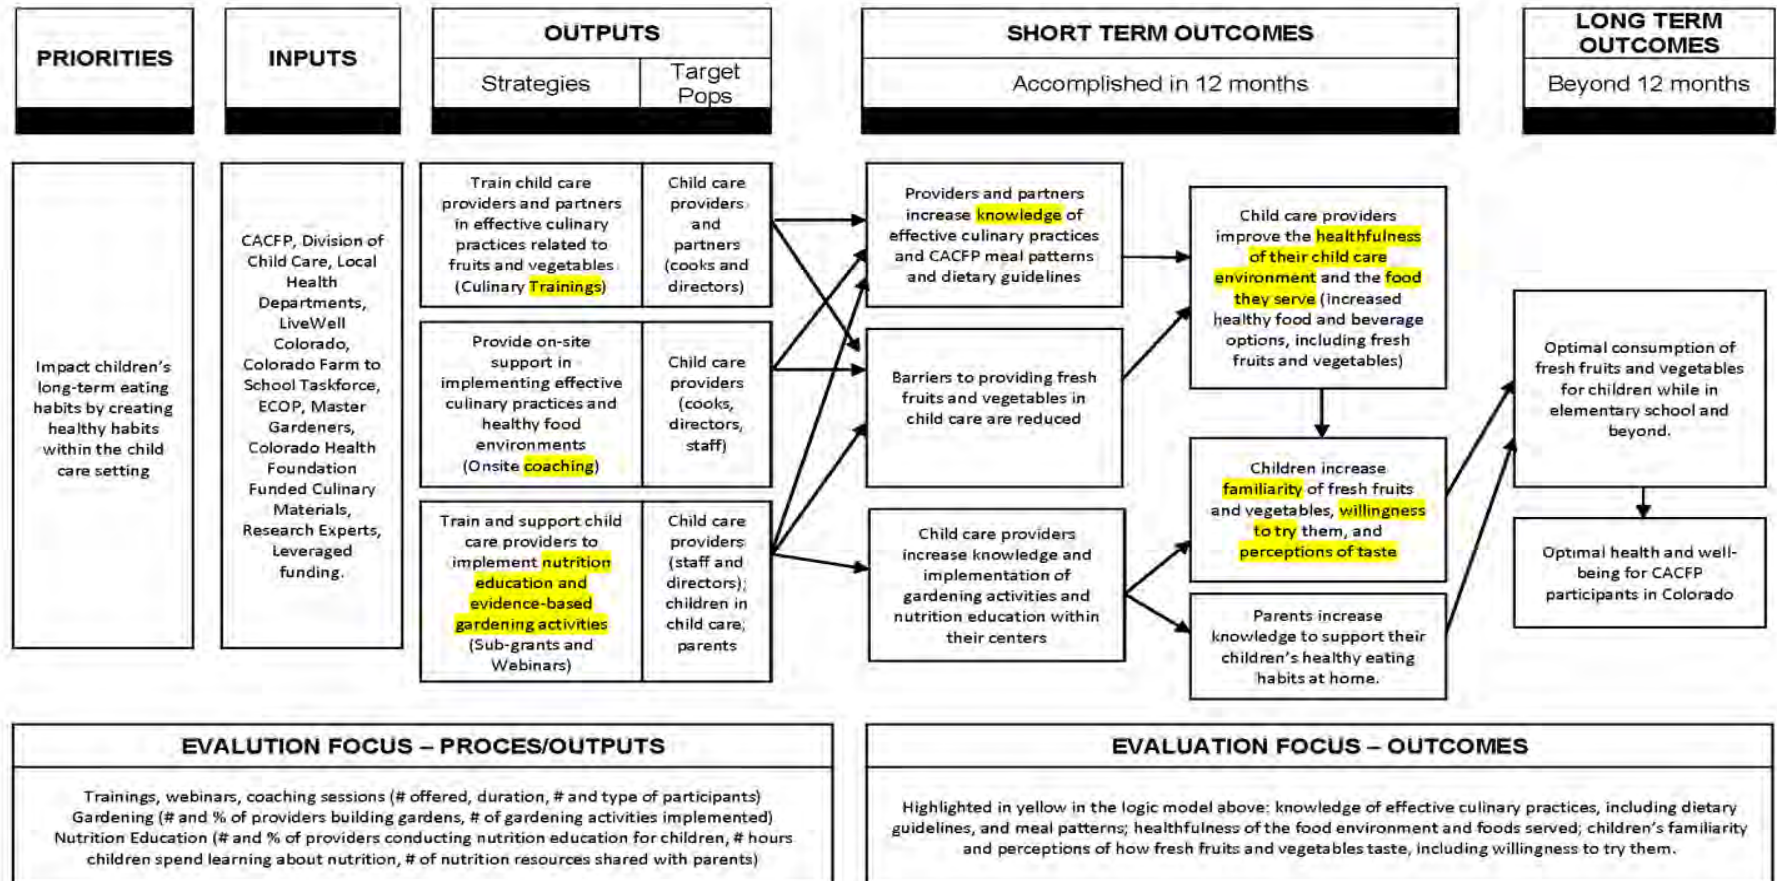 PRIORITIES
INPUTS
OUTPUTS
Strategies
Target
Pops
SHORT TERM OUTCOMES
Accomplished in 12 months
LONG TERM
OUTCOMES
Beyond 12 months
Impact children's
long-term eating
habits by creating
healthy habits
within the child
care setting
CACFP, Division of
Child Care, Local
Health
Departments,
LiveWell
Colorado,
Colorado Farm to
School Taskforce,
ECOP, Master
Gardeners,
Colorado Health
Foundation
Funded Culinary
Materials,
Research Experts,
Leveraged
funding.
Train child care
providers and partners
in effective culinary
practices related to
fruits and vegetables
(Culinary Trainings)
Child care
providers
and
partners
(cooks and
directors)
Provide on-site
support in
implementing effective
culinary practices and
healthy food
environments
(Onsite coaching)
Child care
providers
(cooks,
directors,
staff)
Train and support child
care providers to
implement nutrition
education and
evidence-based
gardening activities
(Sub-grants and
Webinars)
Child care
providers
(staff and
directors);
children in
child care;
parents
Providers and partners
increase knowledge of
effective culinary practices
and CACFP meal patterns
and dietary guidelines
Barriers to providing fresh
fruits and vegetables in
child care are reduced
Child care providers
increase knowledge and
implementation of
gardening activities and
nutrition education within
their centers
Child care providers
improve the healthfulness
of their child care
environment and the food
they serve (increased
healthy food and beverage
options, including fresh
fruits and vegetables)
Children increase
familiarity of fresh fruits
and vegetables, willingness
to try them, and
perceptions of taste
Parents increase
knowledge to support their
children's healthy eating
habits at home.
Optimal consumption of
fresh fruits and vegetables
for children while in
elementary school and
beyond.
Optimal health and well-
being for CACFP
participants in Colorado
EVALUTION FOCUS – PROCES/OUTPUTS
Trainings, webinars, coaching sessions (# offered, duration, # and type of participants)
Gardening (# and % of providers building gardens, # of gardening activities implemented)
Nutrition Education (# and % of providers conducting nutrition education for children, # hours
children spend learning about nutrition, # of nutrition resources shared with parents)
EVALUATION FOCUS – OUTCOMES
Highlighted in yellow in the logic model above: knowledge of effective culinary practices, including dietary
guidelines, and meal patterns; healthfulness of the food environment and foods served; children's familiarity
and perceptions of how fresh fruits and vegetables taste, including willingness to try them.